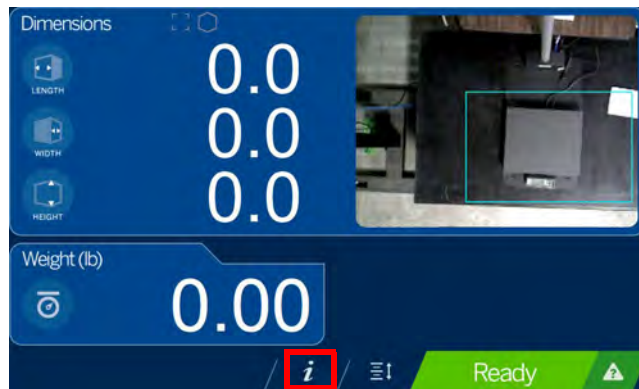 Dimensions
LENGTH
0.0
WIDTH
0.0
HEIGHT
0.0
Weight (lb)
0.00
i
Ready
?